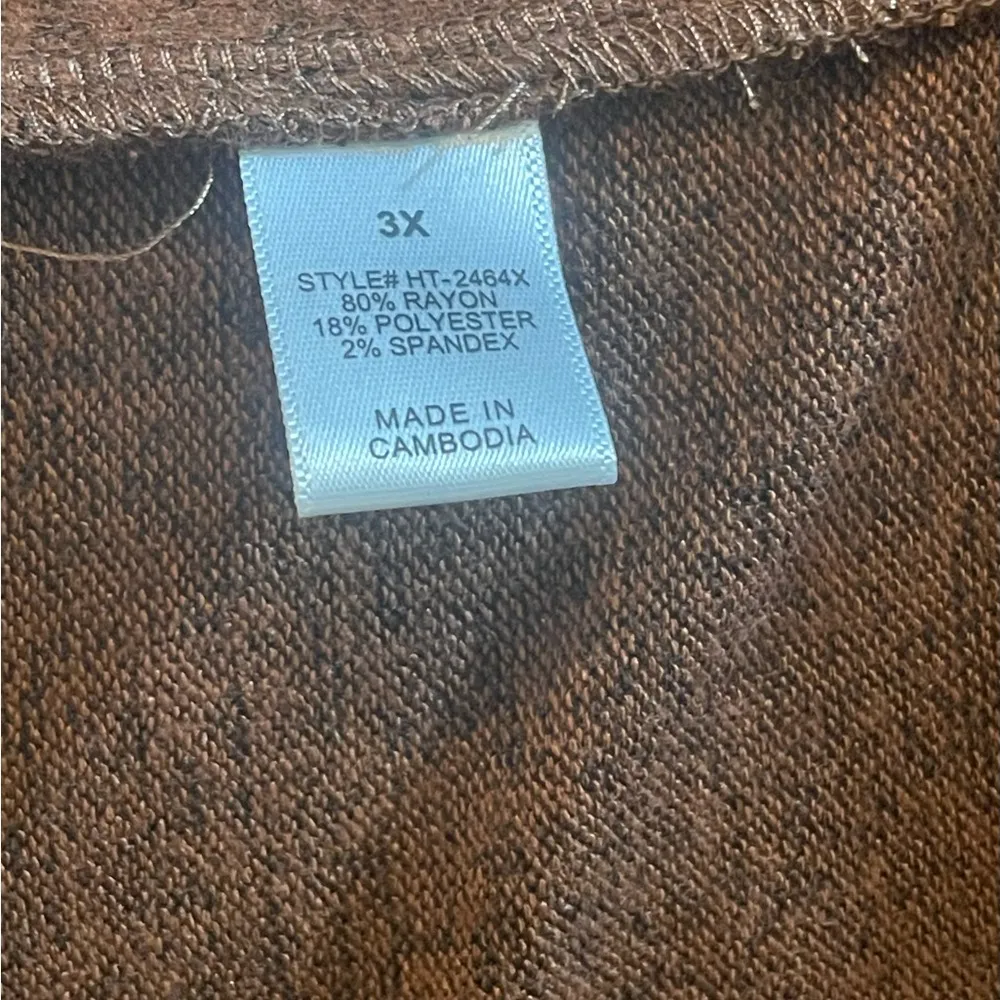 3X
STYLE# HT-2464X
80% RAYON
18% POLYESTER
2% SPANDEX
MADE IN
CAMBODIA